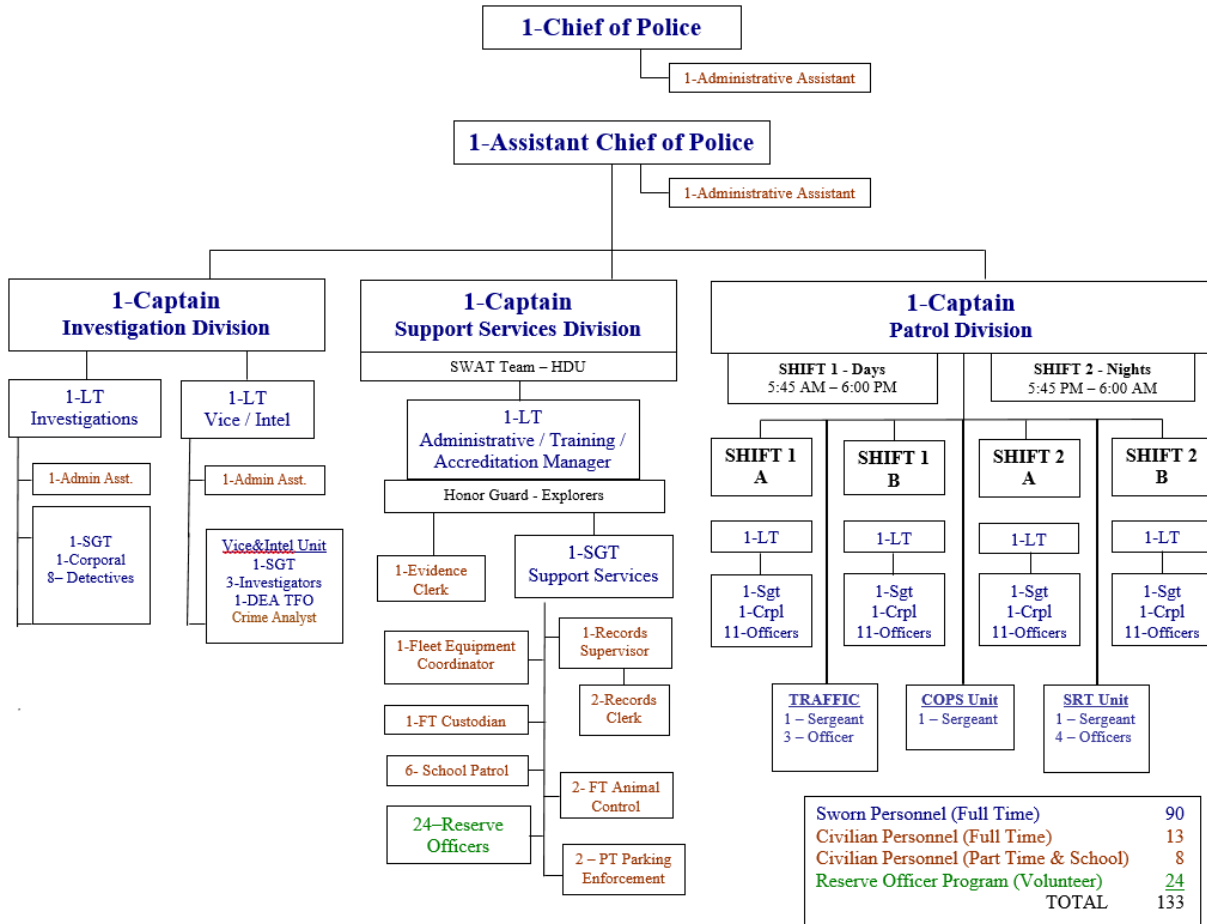 1-Chief of Police
1-Administrative Assistant
1-Assistant Chief of Police
1-Administrative Assistant
1-Captain
Investigation Division
1-LT
Investigations
1-Admin Asst.
1-SGT
1-Corporal
8– Detectives
1-LT
Vice / Intel
1-Admin Asst.
Vice&Intel Unit
1-SGT
3-Investigators
1-DEA TFO
Crime Analyst
1-Captain
Support Services Division
SWAT Team – HDU
1-LT
Administrative / Training /
Accreditation Manager
Honor Guard - Explorers
1-Evidence
Clerk
1-SGT
Support Services
1-Fleet Equipment
Coordinator
1-Records
Supervisor
2-Records
Clerk
1-FT Custodian
6- School Patrol
2- FT Animal
Control
24–Reserve
Officers
2 – PT Parking
Enforcement
1-Captain
Patrol Division
SHIFT 1 - Days
5:45 AM – 6:00 PM
SHIFT 2 - Nights
5:45 PM – 6:00 AM
SHIFT 1
A
1-LT
1-Sgt
1-Crpl
11-Officers
SHIFT 1
B
1-LT
1-Sgt
1-Crpl
11-Officers
SHIFT 2
A
1-LT
1-Sgt
1-Crpl
11-Officers
SHIFT 2
B
1-LT
1-Sgt
1-Crpl
11-Officers
TRAFFIC
1 – Sergeant
3 – Officer
COPS Unit
1 – Sergeant
SRT Unit
1 – Sergeant
4 – Officers
Sworn Personnel (Full Time) 90
Civilian Personnel (Full Time) 13
Civilian Personnel (Part Time & School) 8
Reserve Officer Program (Volunteer) 24
TOTAL 133